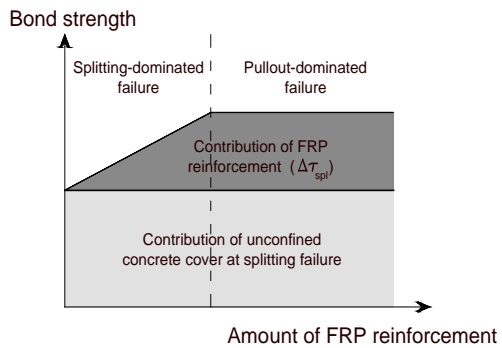 Bond strength
Splitting-dominated
failure
Pullout-dominated
failure
Contribution of FRP
reinforcement (Δτspl)
Contribution of unconfined
concrete cover at splitting failure
Amount of FRP reinforcement